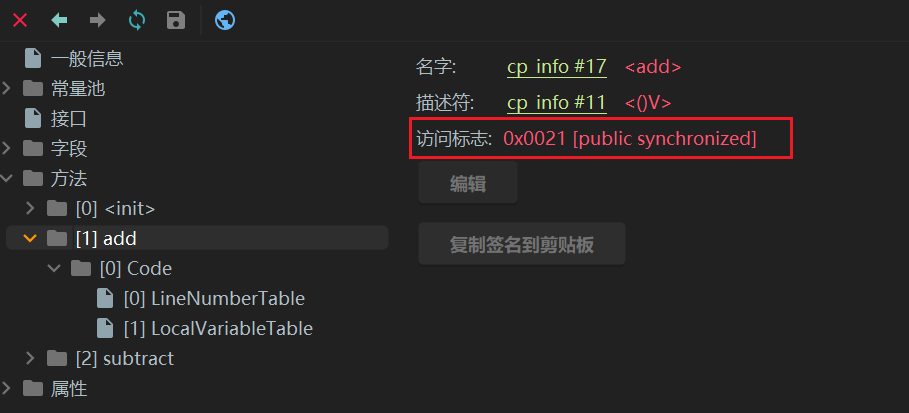 一般信息
常量池
接口
字段
方法
[0] <init>
[1] add
[0] Code
[0] LineNumberTable
[1] LocalVariableTable
[2] subtract
属性
名字: cp_info #17 <add>
描述符: cp_info #11 <()V>
访问标志: 0x0021 [public synchronized]
编辑
复制签名到剪贴板